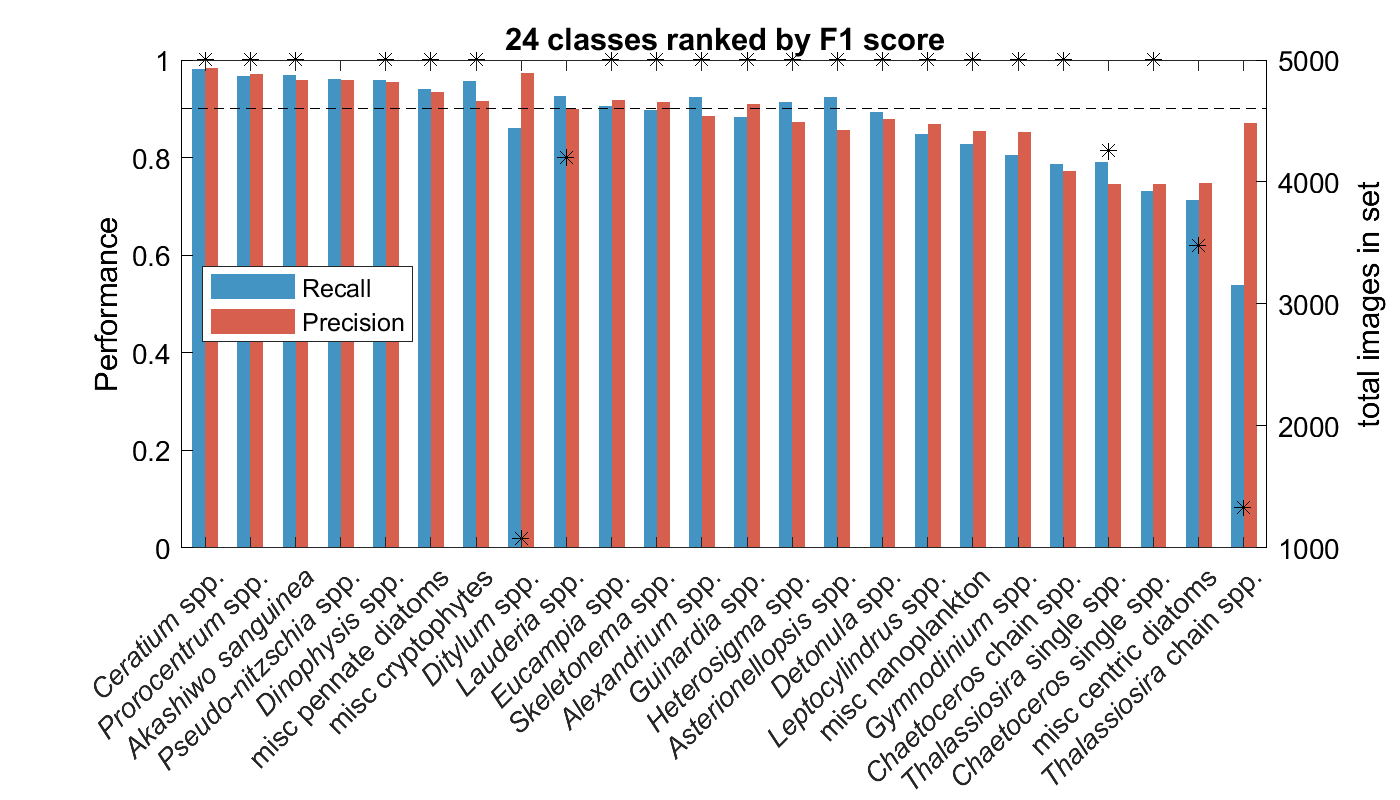 24 classes ranked by F1 score
1
0.8
0.6
0.4
0.2
0
Performance
Recall
Precision
5000
4000
3000
2000
1000
total images in set
Ceratium spp.
Prorocentrum spp.
Akashiwo sanguinea
Pseudo-nitzschia spp.
Dinophysis spp.
misc pennate diatoms
misc cryptophytes
Ditylum spp.
Lauderia spp.
Eucampia spp.
Skeletonema spp.
Alexandrium spp.
Guinardia spp.
Heterosigma spp.
Asterionellopsis spp.
Detonula spp.
Leptocylindrus spp.
misc nanoplankton
Gymnodinium spp.
Chaetoceros chain spp.
Thalassiosira single spp.
Chaetoceros single spp.
misc centric diatoms
Thalassiosira chain spp.